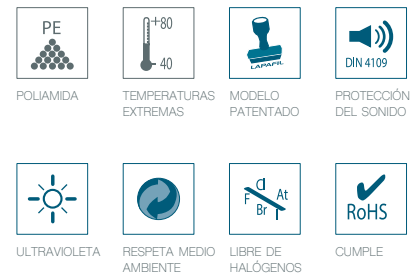 PE
+80
- 40
LAPAFIL
DIN 4109
POLIAMIDA
TEMPERATURAS
EXTREMAS
MODELO
PATENTADO
PROTECCIÓN
DEL SONIDO
Cl
F
At
Br
I
RoHS
ULTRAVIOLETA
RESPETA MEDIO
AMBIENTE
LIBRE DE
HALÓGENOS
CUMPLE